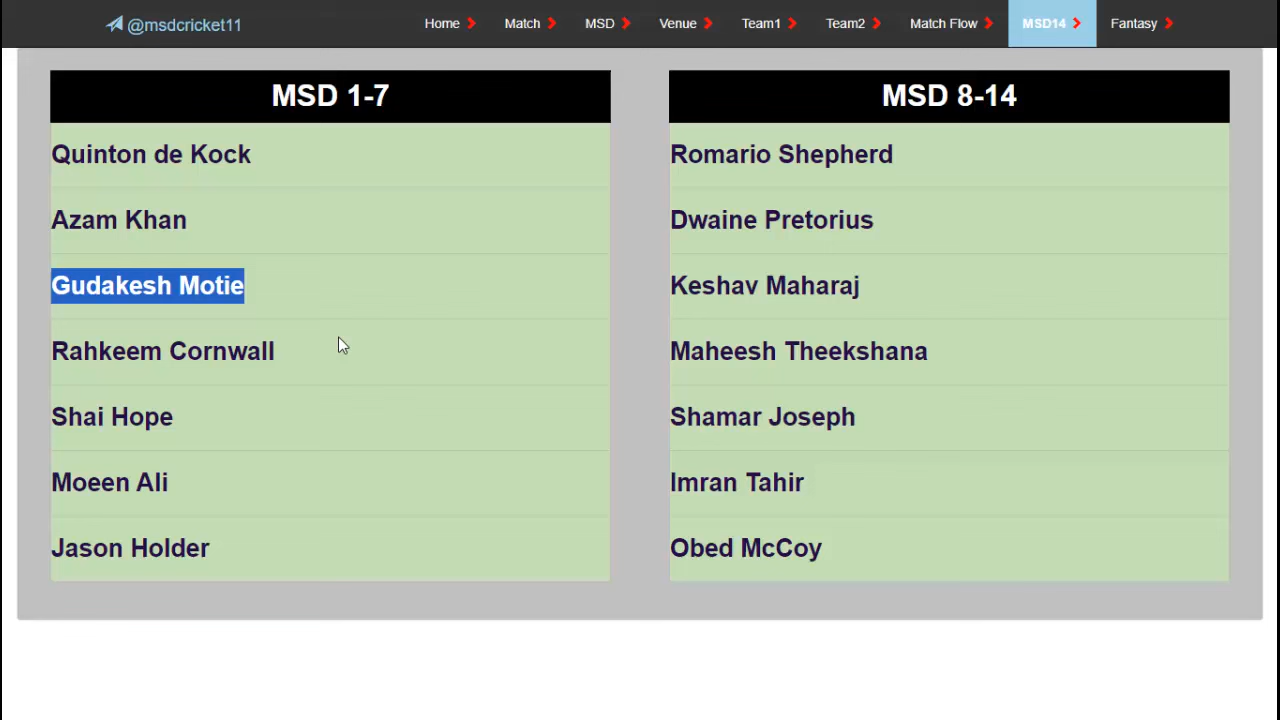 @msdcricket11
Home Match MSD Venue Team1 Team2 Match Flow MSD14 Fantasy
MSD 1-7
Quinton de Kock
Azam Khan
Gudakesh Motie
Rahkeem Cornwall
Shai Hope
Moeen Ali
Jason Holder
MSD 8-14
Romario Shepherd
Dwaine Pretorius
Keshav Maharaj
Maheesh Theekshana
Shamar Joseph
Imran Tahir
Obed McCoy